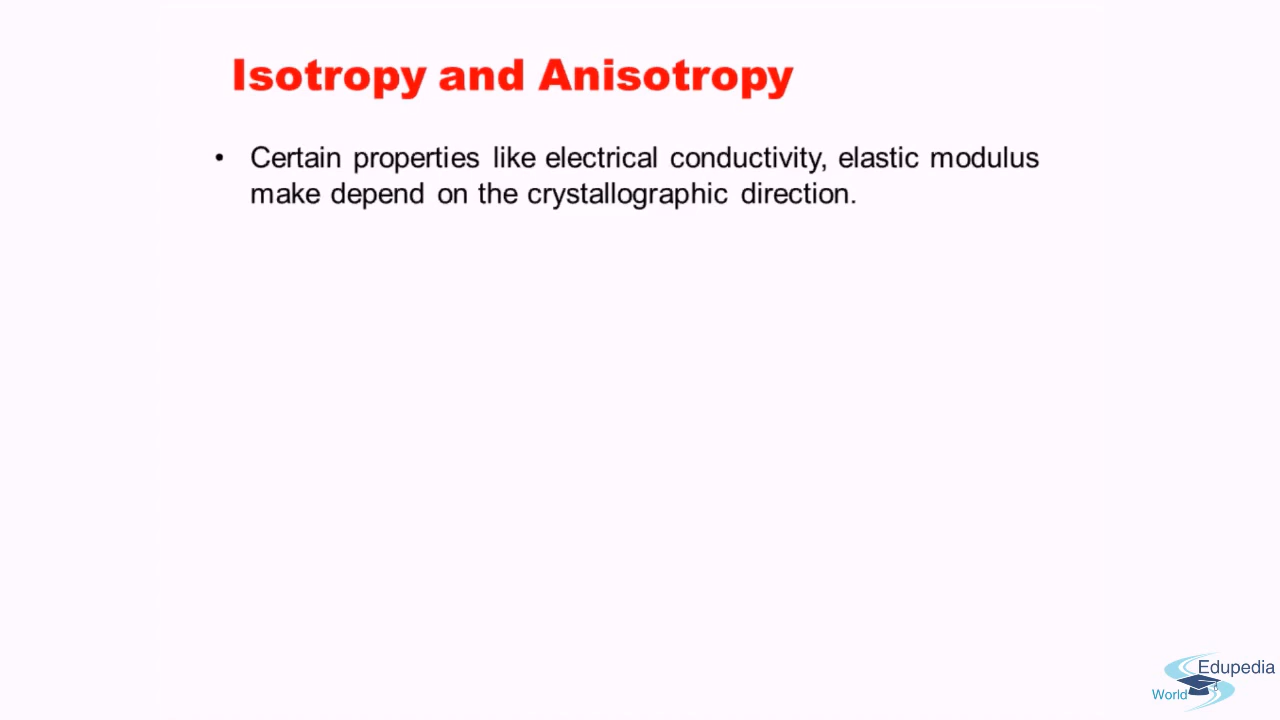 Isotropy and Anisotropy
• Certain properties like electrical conductivity, elastic modulus
make depend on the crystallographic direction.
Edupedia
World